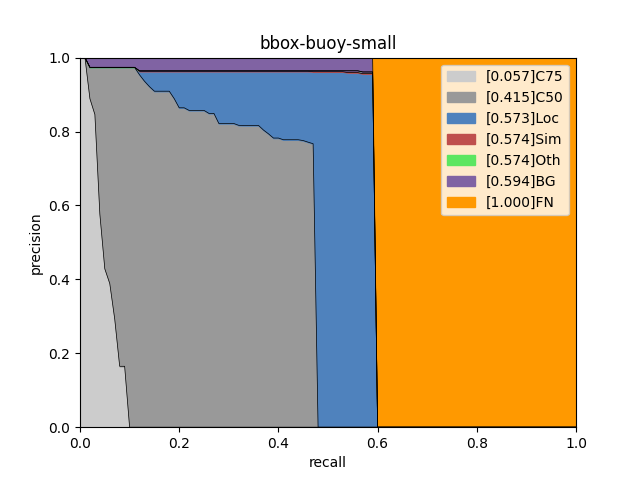 bbox-buoy-small
1.0
0.8
0.6
0.4
0.2
0.0
precision
0.0 0.2 0.4 0.6 0.8 1.0
recall
[0.057]C75
[0.415]C50
[0.573]Loc
[0.574]Sim
[0.574]Oth
[0.594]BG
[1.000]FN